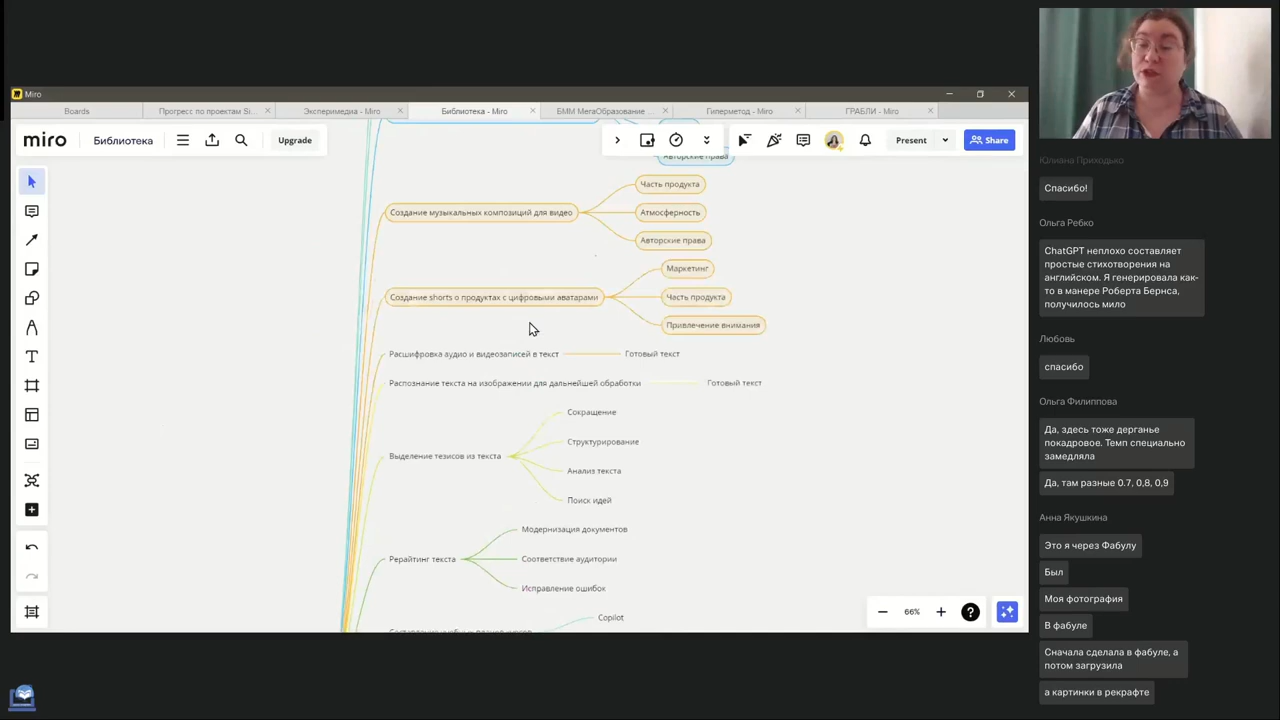 Miro
Boards
Прогресс по проектам Si...
Эксперимедиа - Miro
Библиотека - Miro
БММ МегаОбразование
Гиперметод - Miro
ГРАБЛИ - Miro
miro
Библиотека
Upgrade
Present
Share
Авторские права
Создание музыкальных композиций для видео
Часть продукта
Атмосферность
Авторские права
Создание shorts о продуктах с цифровыми аватарами
Маркетинг
Часть продукта
Привлечение внимания
Расшифровка аудио и видеозаписей в текст
Готовый текст
Распознание текста на изображении для дальнейшей обработки
Готовый текст
Выделение тезисов из текста
Сокращение
Структурирование
Анализ текста
Поиск идей
Рерайтинг текста
Модернизация документов
Соответствие аудитории
Исправление ошибок
Copilot
66%
Юлиана Приходько
Спасибо!
Ольга Ребко
ChatGPT неплохо составляет
простые стихотворения на
английском. Я генерировала как-
то в манере Роберта Бернса,
получилось мило
Любовь
спасибо
Ольга Филиппова
Да, здесь тоже дерганье
покадровое. Темп специально
замедляла
Да, там разные 0.7, 0,8, 0,9
Анна Якушкина
Это я через Фабулу
Был
Моя фотография
В фабуле
Сначала сделала в фабуле, а
потом загрузила
а картинки в рекрафте